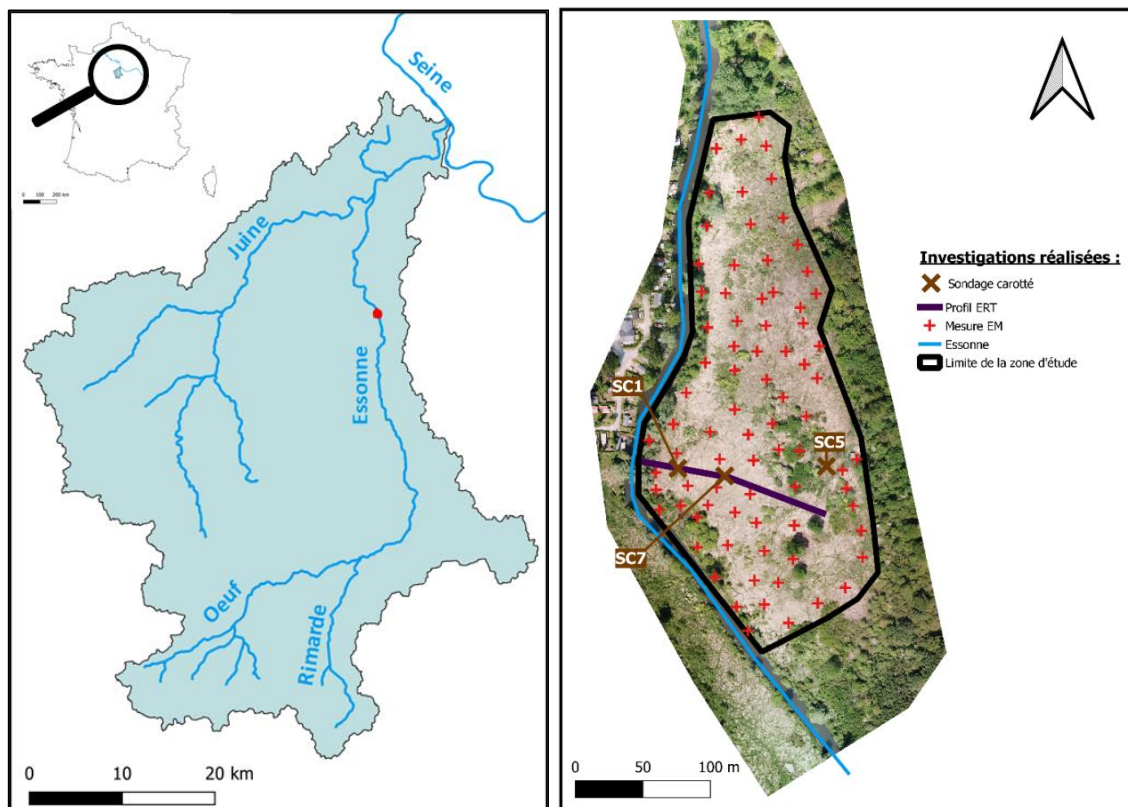 0 100 200 km
Seine
Juine
Essonne
Oeuf
Rimarde
0 10 20 km
Investigations réalisées :
Sondage carotté
Profil ERT
Mesure EM
Essonne
Limite de la zone d'étude
SC1
SC5
SC7
0 50 100 m